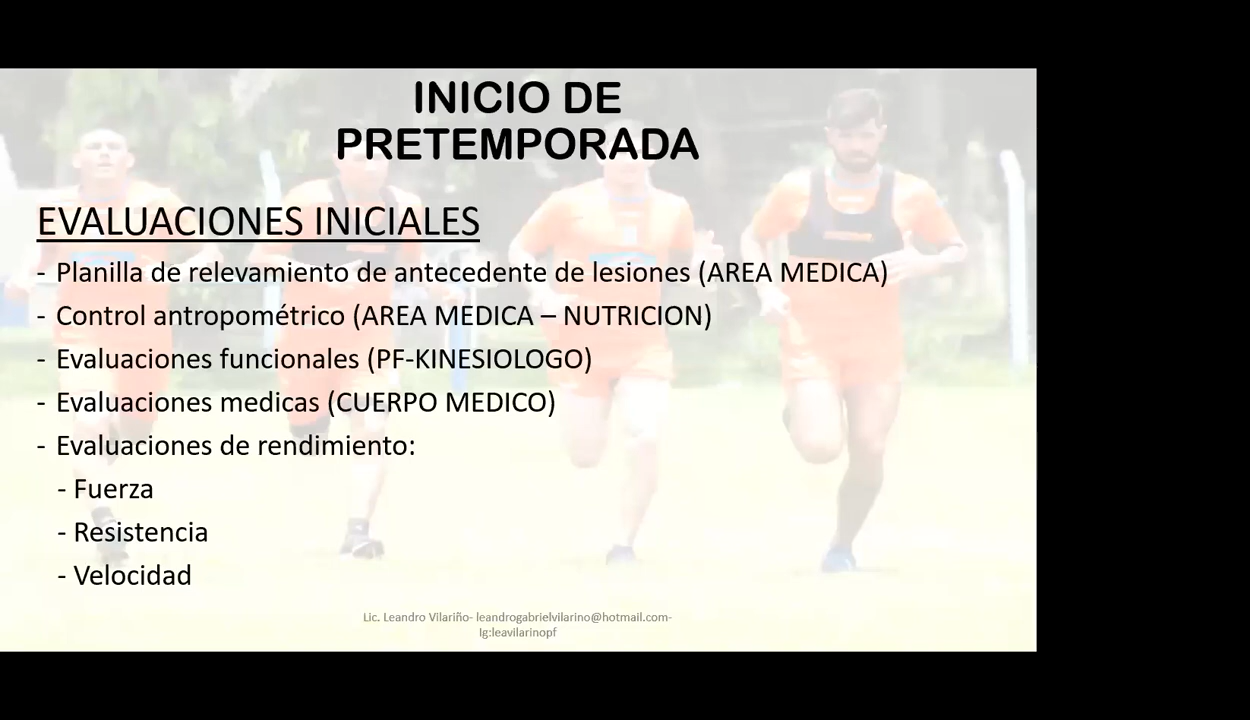 INICIO DE
PRETEMPORADA
EVALUACIONES INICIALES
- Planilla de relevamiento de antecedente de lesiones (AREA MEDICA)
- Control antropométrico (AREA MEDICA – NUTRICION)
- Evaluaciones funcionales (PF-KINESIOLOGO)
- Evaluaciones medicas (CUERPO MEDICO)
- Evaluaciones de rendimiento:
- Fuerza
- Resistencia
- Velocidad
Lic. Leandro Vilariño- leandrogabrielvilarino@hotmail.com-
Ig:leavilarinopf